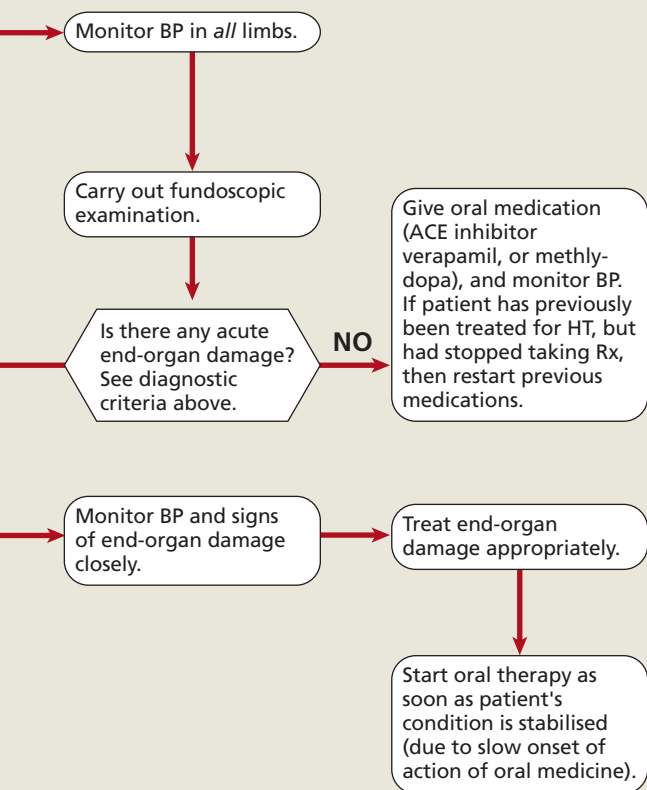 Monitor BP in all limbs.
Carry out fundoscopic
examination.
Is there any acute
end-organ damage?
See diagnostic
criteria above.
NO
Give oral medication
(ACE inhibitor
verapamil, or methly-
dopa), and monitor BP.
If patient has previously
been treated for HT, but
had stopped taking Rx,
then restart previous
medications.
Monitor BP and signs
of end-organ damage
closely.
Treat end-organ
damage appropriately.
Start oral therapy as
soon as patient's
condition is stabilised
(due to slow onset of
action of oral medicine).